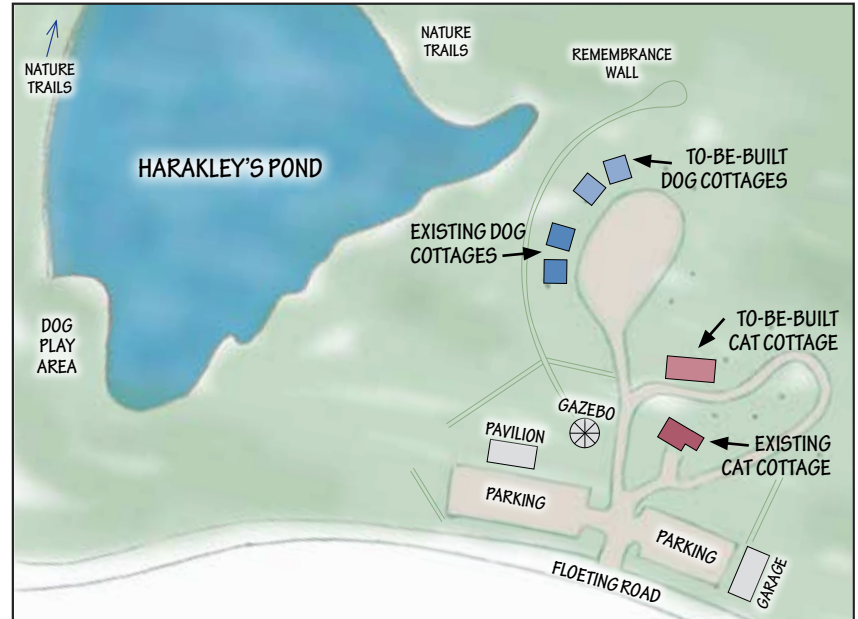 NATURE
TRAILS
NATURE
TRAILS
REMEMBRANCE
WALL
HARAKLEY'S POND
TO-BE-BUILT
DOG COTTAGES
EXISTING DOG
COTTAGES
DOG
PLAY
AREA
TO-BE-BUILT
CAT COTTAGE
GAZEBO
PAVILION
EXISTING
CAT COTTAGE
PARKING
PARKING
FLOETING ROAD
GARAGE